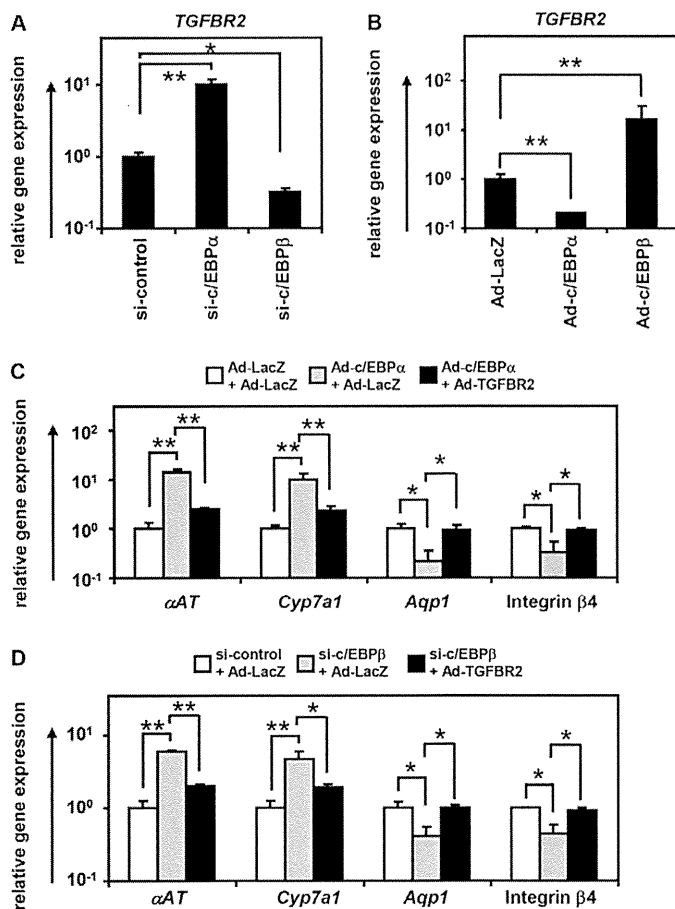 A
TGFBR2
relative gene expression
10¹
10⁰
10⁻¹
*
**
si-control
si-c/EBPα
si-c/EBPβ
B
TGFBR2
relative gene expression
10²
10¹
10⁰
10⁻¹
**
**
Ad-LacZ
Ad-c/EBPα
Ad-c/EBPβ
C
Ad-LacZ
+ Ad-LacZ
Ad-c/EBPα
+ Ad-LacZ
Ad-c/EBPα
+ Ad-TGFBR2
relative gene expression
10²
10¹
10⁰
10⁻¹
** **
** **
* *
* *
αAT
Cyp7a1
Aqp1
Integrin β4
D
si-control
+ Ad-LacZ
si-c/EBPβ
+ Ad-LacZ
si-c/EBPβ
+ Ad-TGFBR2
relative gene expression
10¹
10⁰
10⁻¹
** **
** *
* *
* *
αAT
Cyp7a1
Aqp1
Integrin β4